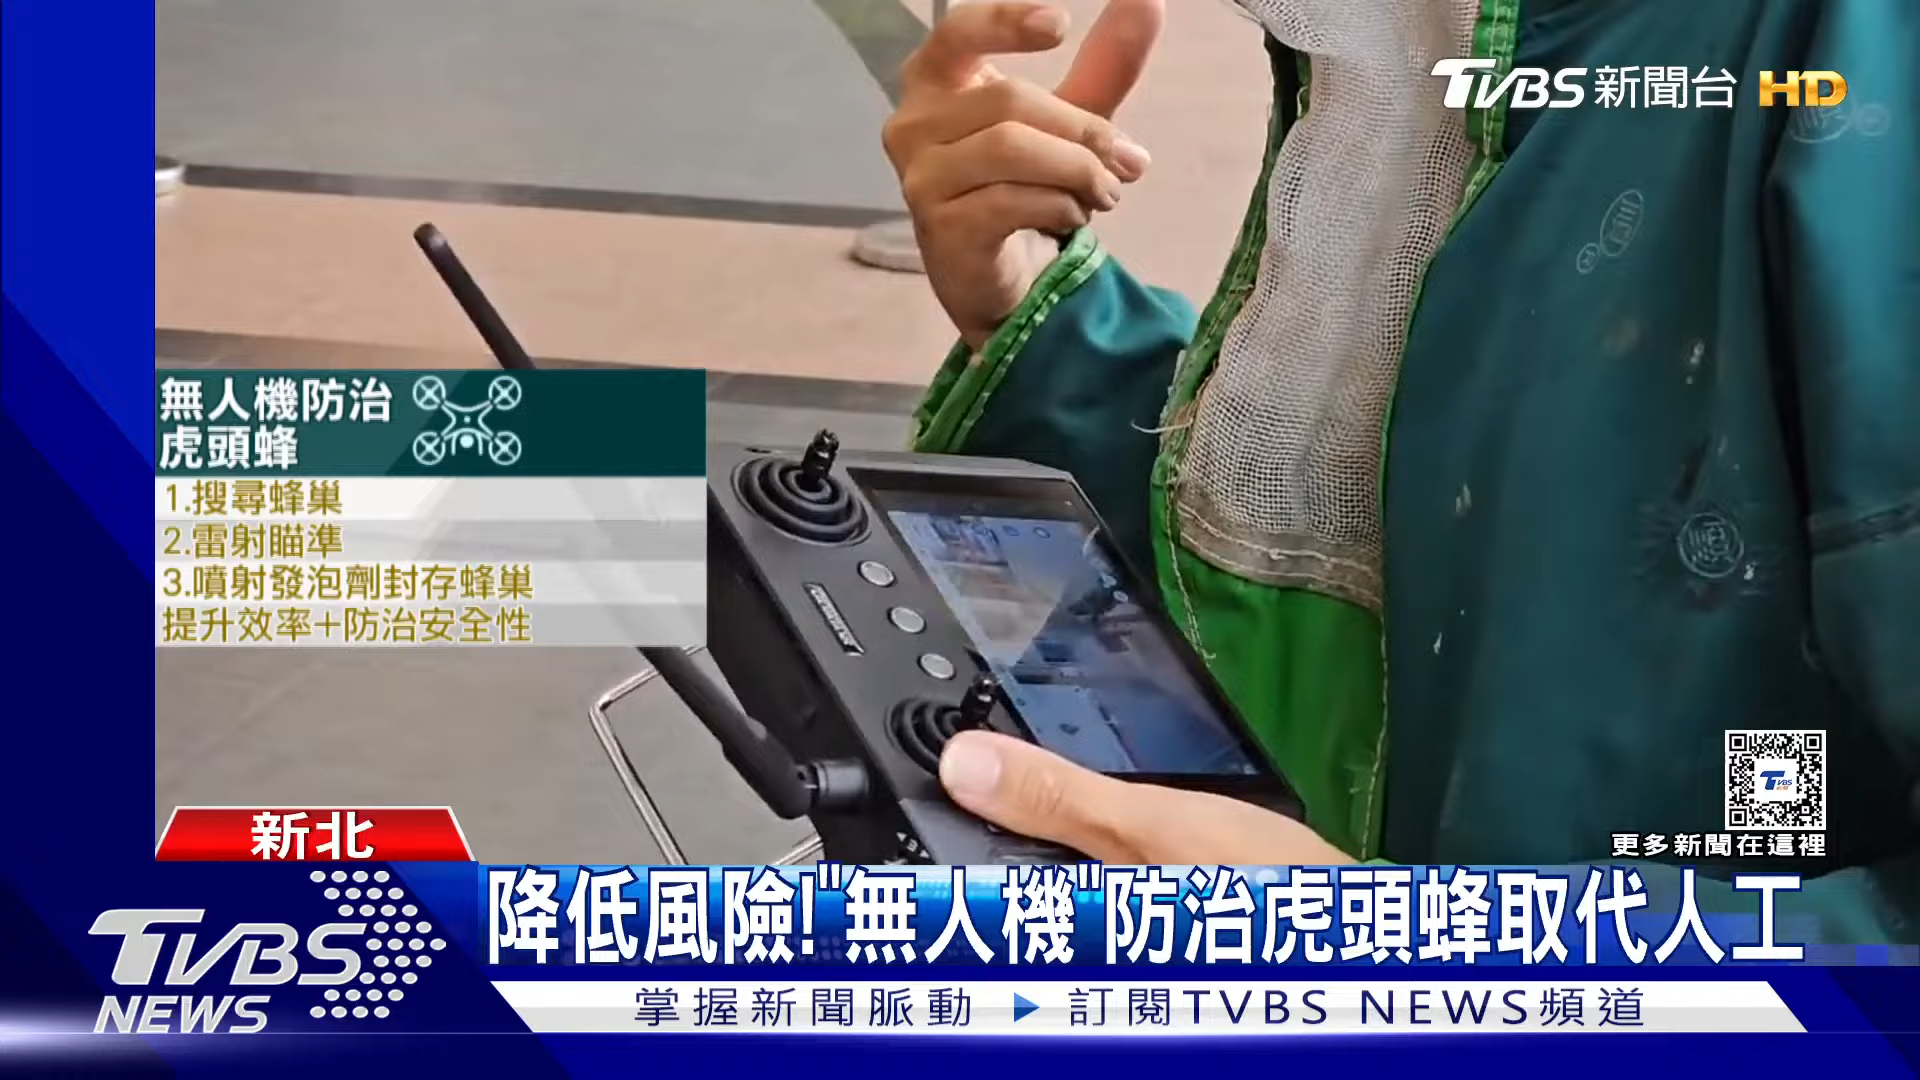 TVBS新聞台 HD
無人機防治
虎頭蜂
1.搜尋蜂巢
2.雷射瞄準
3.噴射發泡劑封存蜂巢
提升效率+防治安全性
TVBS
更多新聞在這裡
新北
降低風險!"無人機"防治虎頭蜂取代人工
TVBS
NEWS
掌握新聞脈動 ▶ 訂閱TVBS NEWS頻道